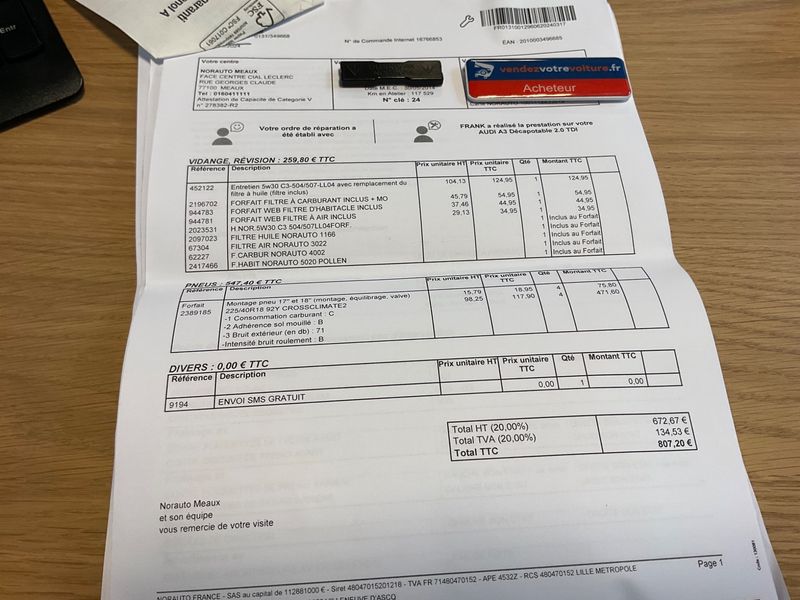 Entr
garanti
FSC
FSC® C017061
0131/349668
N° de Commande Internet 16766853
FR01310012960620240317
EAN : 2010003496685
Votre centre
NORAUTO MEAUX
FACE CENTRE CIAL LECLERC
RUE GEORGES CLAUDE
77100 MEAUX
Tel : 0160411111
Attestation de Capacite de Categorie V
n° 278382-R2
Date M.E.C. : 30/05/2014
Km en Atelier : 117 529
N° clé : 24
vendezvotrevoiture.fr
Acheteur
Votre ordre de réparation a
été établi avec
FRANK a réalisé la prestation sur votre
AUDI A3 Décapotable 2.0 TDI
VIDANGE, RÉVISION : 259,80 € TTC
Référence Description Prix unitaire HT Prix unitaire TTC Qté Montant TTC
452122 Entretien 5w30 C3-504/507-LL04 avec remplacement du filtre à huile (filtre inclus) 104,13 124,95 1 124,95
2196702 FORFAIT FILTRE À CARBURANT INCLUS + MO 45,79 54,95 1 54,95
944783 FORFAIT WEB FILTRE D'HABITACLE INCLUS 37,46 44,95 1 44,95
944781 FORFAIT WEB FILTRE À AIR INCLUS 29,13 34,95 1 34,95
2023531 H.NOR.5W30 C3 504/507LL04FORF. 1 Inclus au Forfait
2097023 FILTRE HUILE NORAUTO 1166 1 Inclus au Forfait
67304 FILTRE AIR NORAUTO 3022 1 Inclus au Forfait
62227 F.CARBUR NORAUTO 4002 1 Inclus au Forfait
2417466 F.HABIT NORAUTO 5020 POLLEN 1 Inclus au Forfait
PNEUS : 547,40 € TTC
Référence Description Prix unitaire HT Prix unitaire TTC Qté Montant TTC
Forfait Montage pneu 17" et 18" (montage, équilibrage, valve) 15,79 18,95 4 75,80
2389185 225/40R18 92Y CROSSCLIMATE2 98,25 117,90 4 471,60
-1 Consommation carburant : C
-2 Adhérence sol mouillé : B
-3 Bruit extérieur (en db) : 71
-Intensité bruit roulement : B
DIVERS : 0,00 € TTC
Référence Description Prix unitaire HT Prix unitaire TTC Qté Montant TTC
9194 ENVOI SMS GRATUIT 0,00 1 0,00
Total HT (20,00%) 672,67 €
Total TVA (20,00%) 134,53 €
Total TTC 807,20 €
Norauto Meaux
et son équipe
vous remercie de votre visite
NORAUTO FRANCE - SAS au capital de 112881000 € - Siret 48047015201218 - TVA FR 71480470152 - APE 4532Z - RCS 480470152 LILLE METROPOLE
Page 1
LLENEUVE D'ASCQ